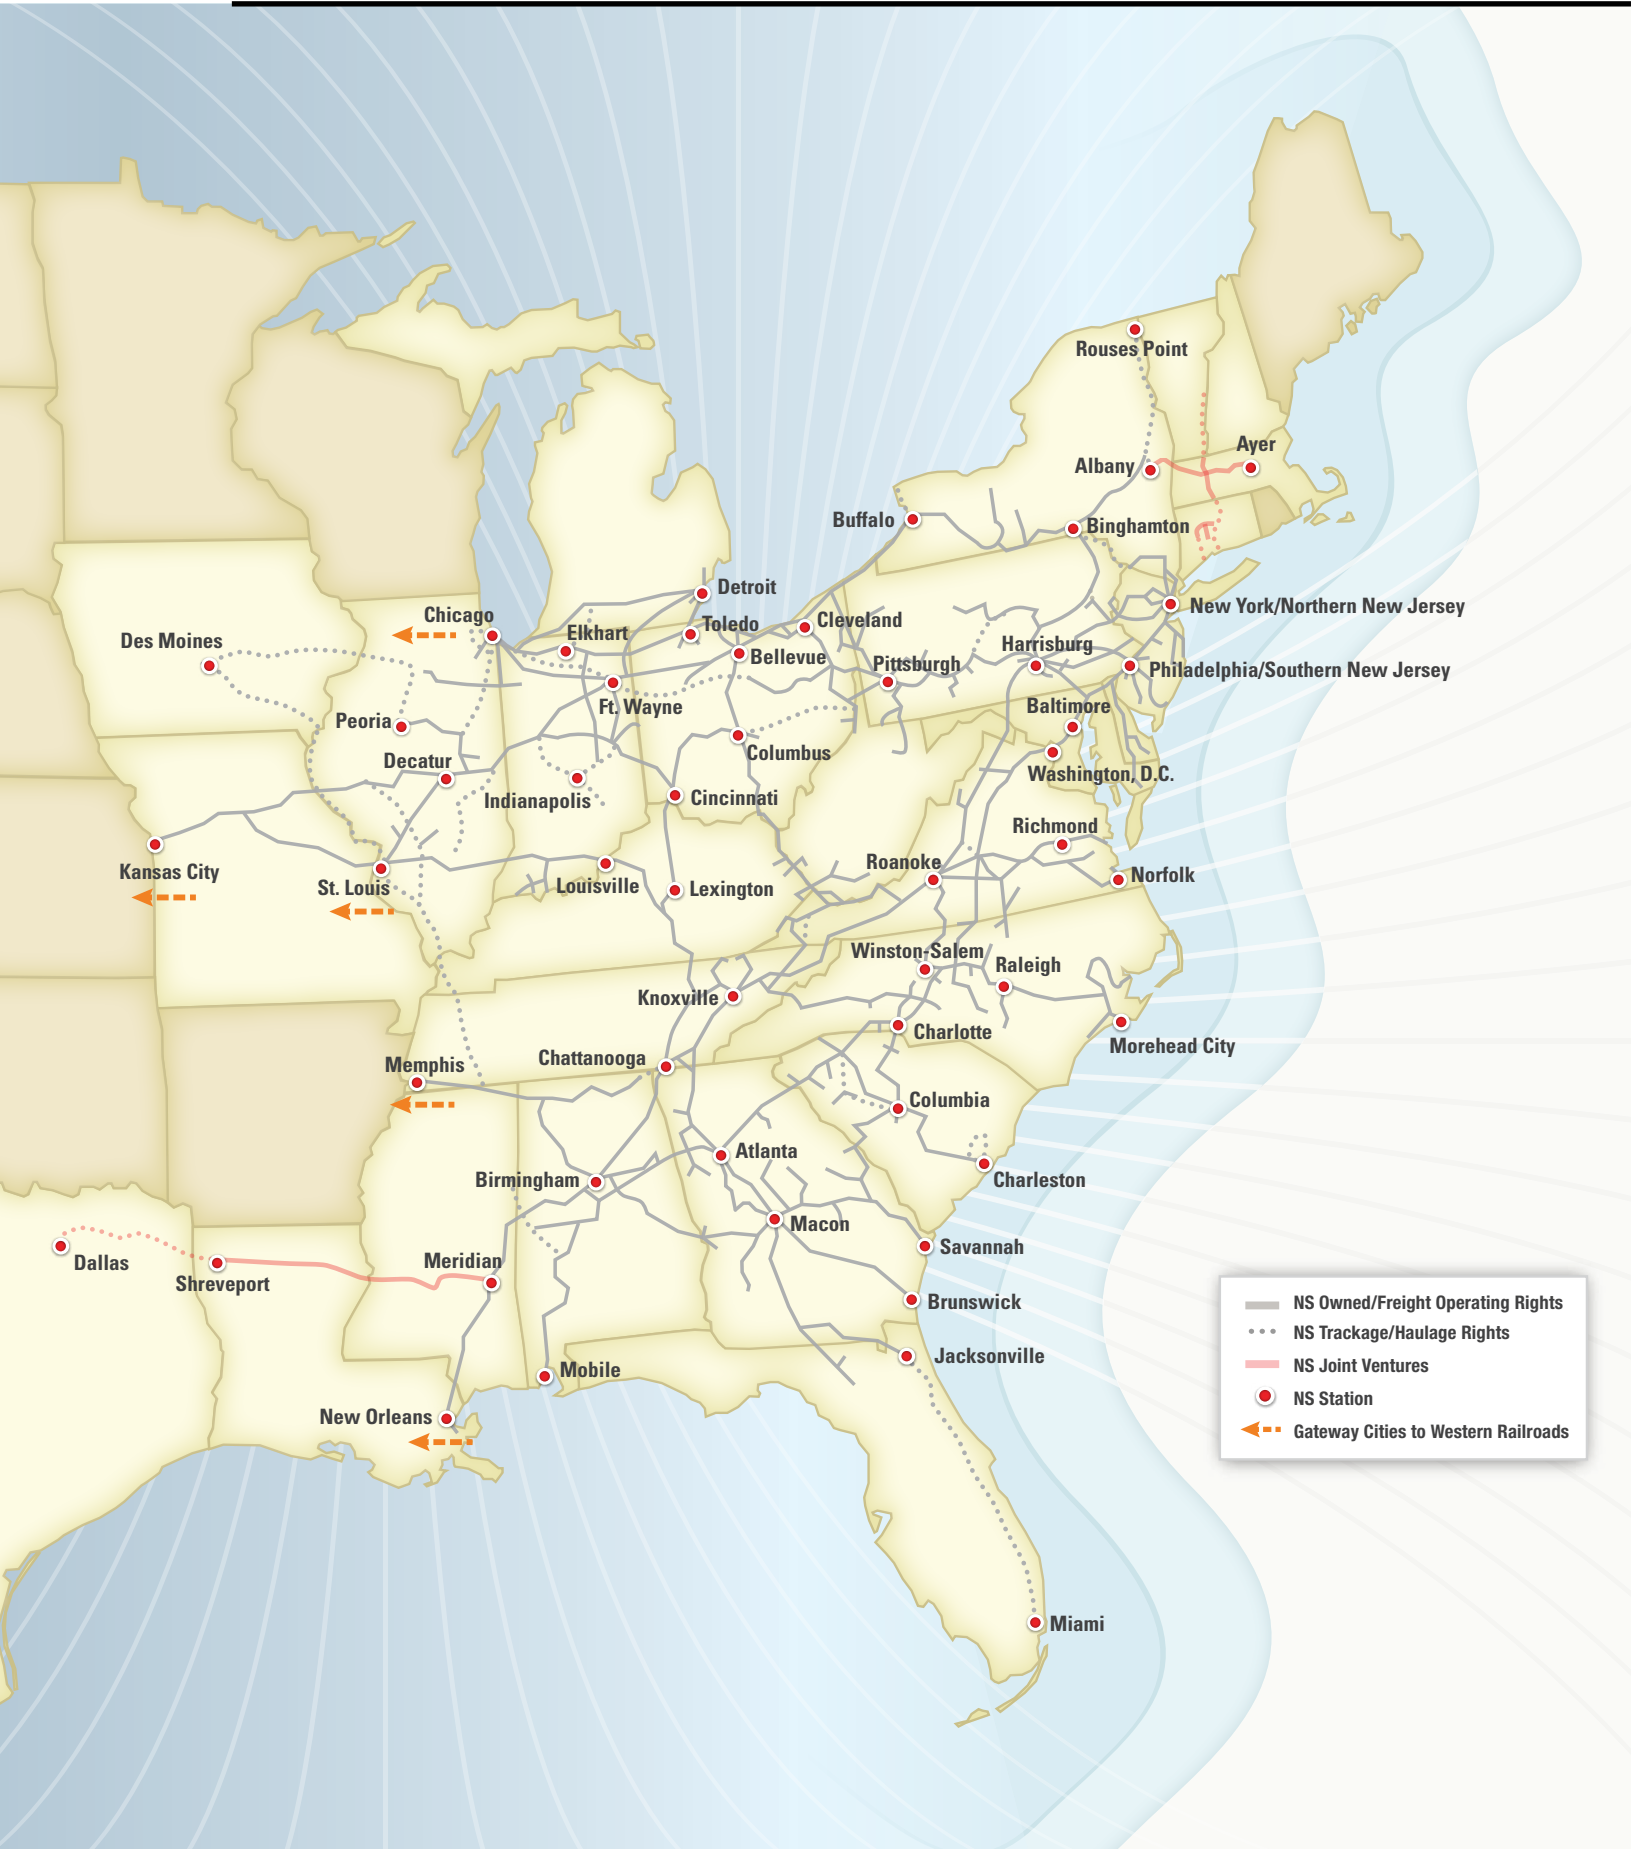 Rouses Point
Ayer
Albany
Buffalo
Binghamton
Detroit
New York/Northern New Jersey
Chicago
Toledo
Cleveland
Elkhart
Des Moines
Harrisburg
Bellevue
Pittsburgh
Philadelphia/Southern New Jersey
Ft. Wayne
Baltimore
Peoria
Columbus
Decatur
Washington, D.C.
Indianapolis
Cincinnati
Richmond
Kansas City
Roanoke
Norfolk
St. Louis
Louisville
Lexington
Winston-Salem
Raleigh
Knoxville
Charlotte
Morehead City
Chattanooga
Memphis
Columbia
Atlanta
Birmingham
Charleston
Macon
Savannah
Dallas
Meridian
Shreveport
Brunswick
Jacksonville
Mobile
New Orleans
Miami
NS Owned/Freight Operating Rights
NS Trackage/Haulage Rights
NS Joint Ventures
NS Station
Gateway Cities to Western Railroads